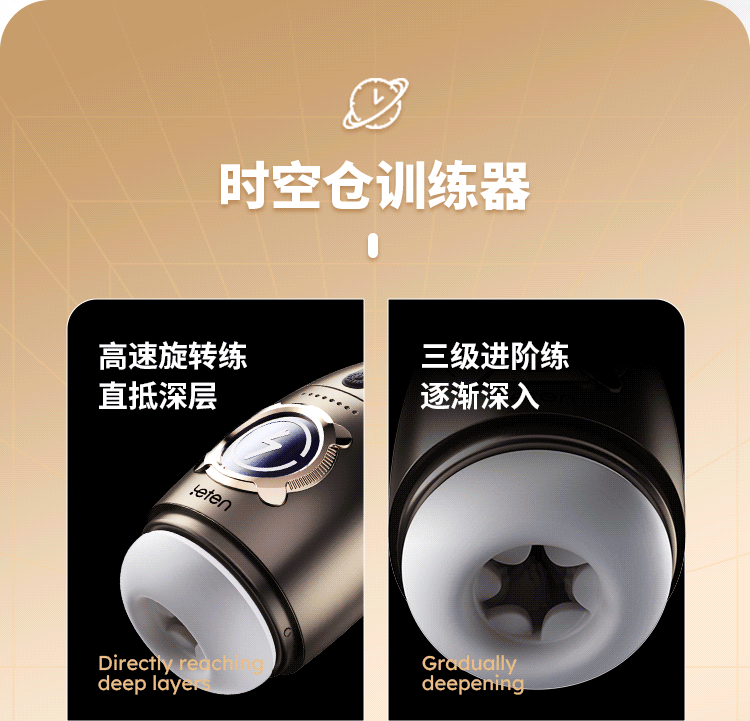 时空仓训练器
高速旋转练
直抵深层
leten
Directly reaching
deep layers
三级进阶练
逐渐深入
Gradually
deepening